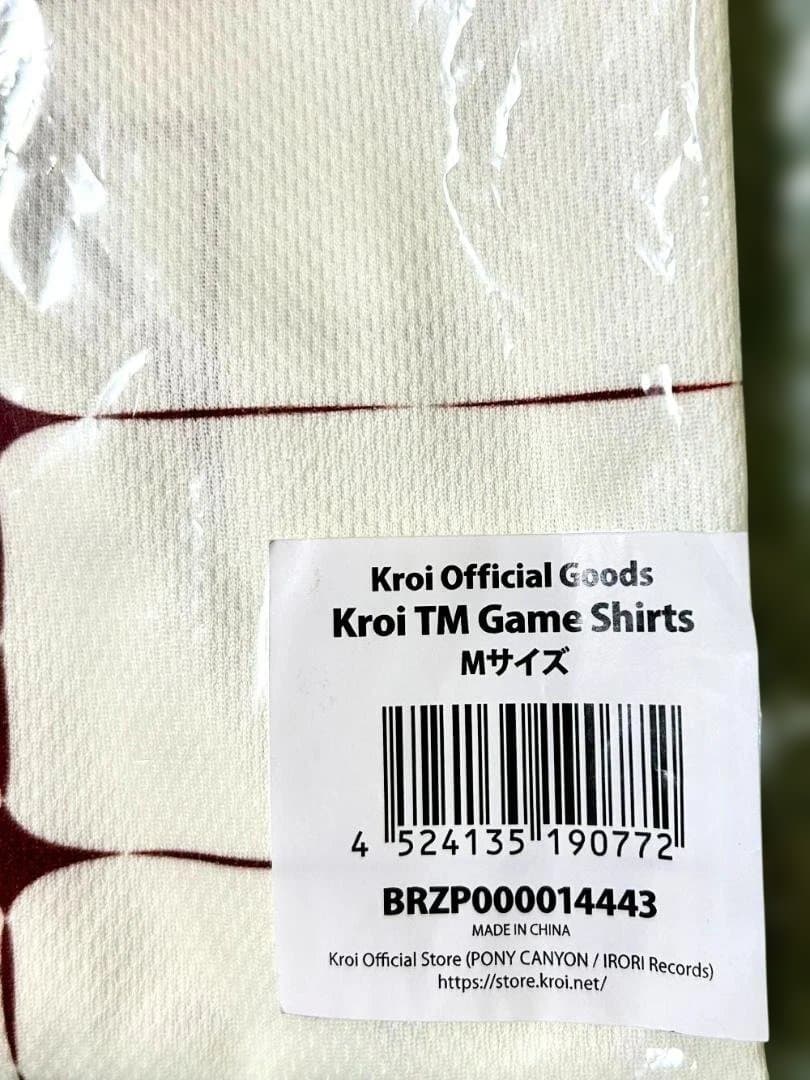 Kroi Official Goods
Kroi TM Game Shirts
Mサイズ
4 524135 190772
BRZP000014443
MADE IN CHINA
Kroi Official Store (PONY CANYON / IRORI Records)
https://store.kroi.net/